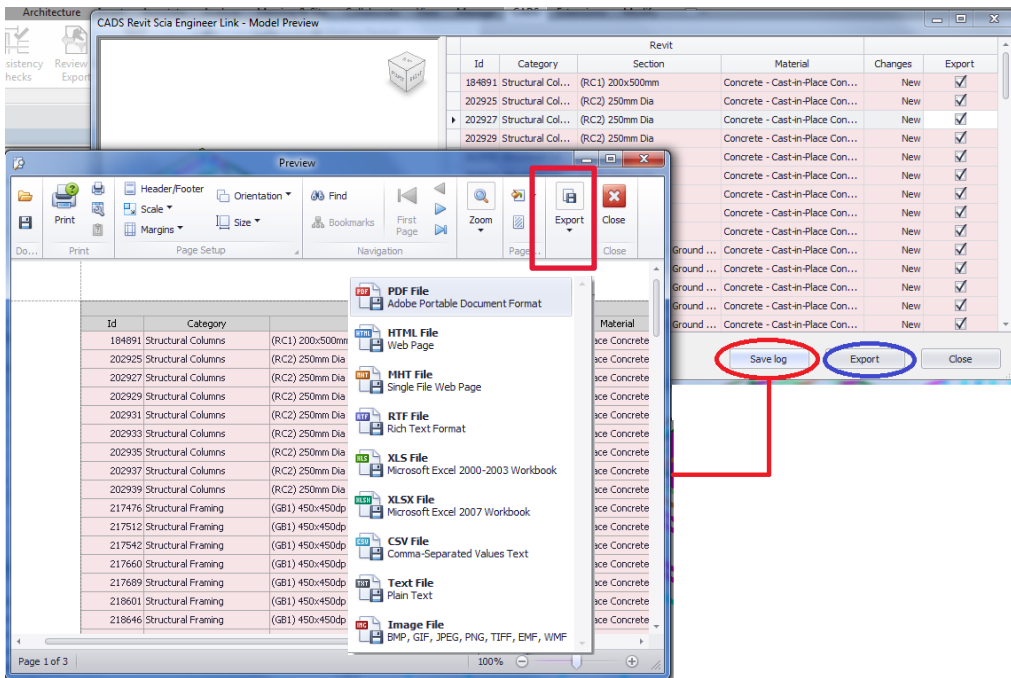 Architecture
CADS
CADS Revit Scia Engineer Link - Model Preview
Review
Export
Revit
Id Category Section Material Changes Export
184891 Structural Col... (RC1) 200x500mm Concrete - Cast-in-Place Con... New
202925 Structural Col... (RC2) 250mm Dia Concrete - Cast-in-Place Con... New
202927 Structural Col... (RC2) 250mm Dia Concrete - Cast-in-Place Con... New
202929 Structural Col... (RC2) 250mm Dia Concrete - Cast-in-Place Con... New
Concrete - Cast-in-Place Con... New
Concrete - Cast-in-Place Con... New
Concrete - Cast-in-Place Con... New
Concrete - Cast-in-Place Con... New
Concrete - Cast-in-Place Con... New
Ground ... Concrete - Cast-in-Place Con... New
Ground ... Concrete - Cast-in-Place Con... New
Ground ... Concrete - Cast-in-Place Con... New
Ground ... Concrete - Cast-in-Place Con... New
Ground ... Concrete - Cast-in-Place Con... New
Save log Export Close
Preview
Print
Header/Footer
Scale
Margins
Orientation
Size
Find
Bookmarks
First
Page
Zoom
Export
Close
Do... Print Page Setup Navigation Page... Close
PDF File
Adobe Portable Document Format
HTML File
Web Page
MHT File
Single File Web Page
RTF File
Rich Text Format
XLS File
Microsoft Excel 2000-2003 Workbook
XLSX File
Microsoft Excel 2007 Workbook
CSV File
Comma-Separated Values Text
Text File
Plain Text
Image File
BMP, GIF, JPEG, PNG, TIFF, EMF, WMF
Id Category Material
184891 Structural Columns (RC1) 200x500mm ace Concrete
202925 Structural Columns (RC2) 250mm Dia ace Concrete
202927 Structural Columns (RC2) 250mm Dia ace Concrete
202929 Structural Columns (RC2) 250mm Dia ace Concrete
202931 Structural Columns (RC2) 250mm Dia ace Concrete
202933 Structural Columns (RC2) 250mm Dia ace Concrete
202935 Structural Columns (RC2) 250mm Dia ace Concrete
202937 Structural Columns (RC2) 250mm Dia ace Concrete
202939 Structural Columns (RC2) 250mm Dia ace Concrete
217476 Structural Framing (GB1) 450x450dp ace Concrete
217512 Structural Framing (GB1) 450x450dp ace Concrete
217542 Structural Framing (GB1) 450x450dp ace Concrete
217660 Structural Framing (GB1) 450x450dp ace Concrete
217689 Structural Framing (GB1) 450x450dp ace Concrete
218601 Structural Framing (GB1) 450x450dp ace Concrete
218646 Structural Framing (GB1) 450x450dp ace Concrete
Page 1 of 3 100%